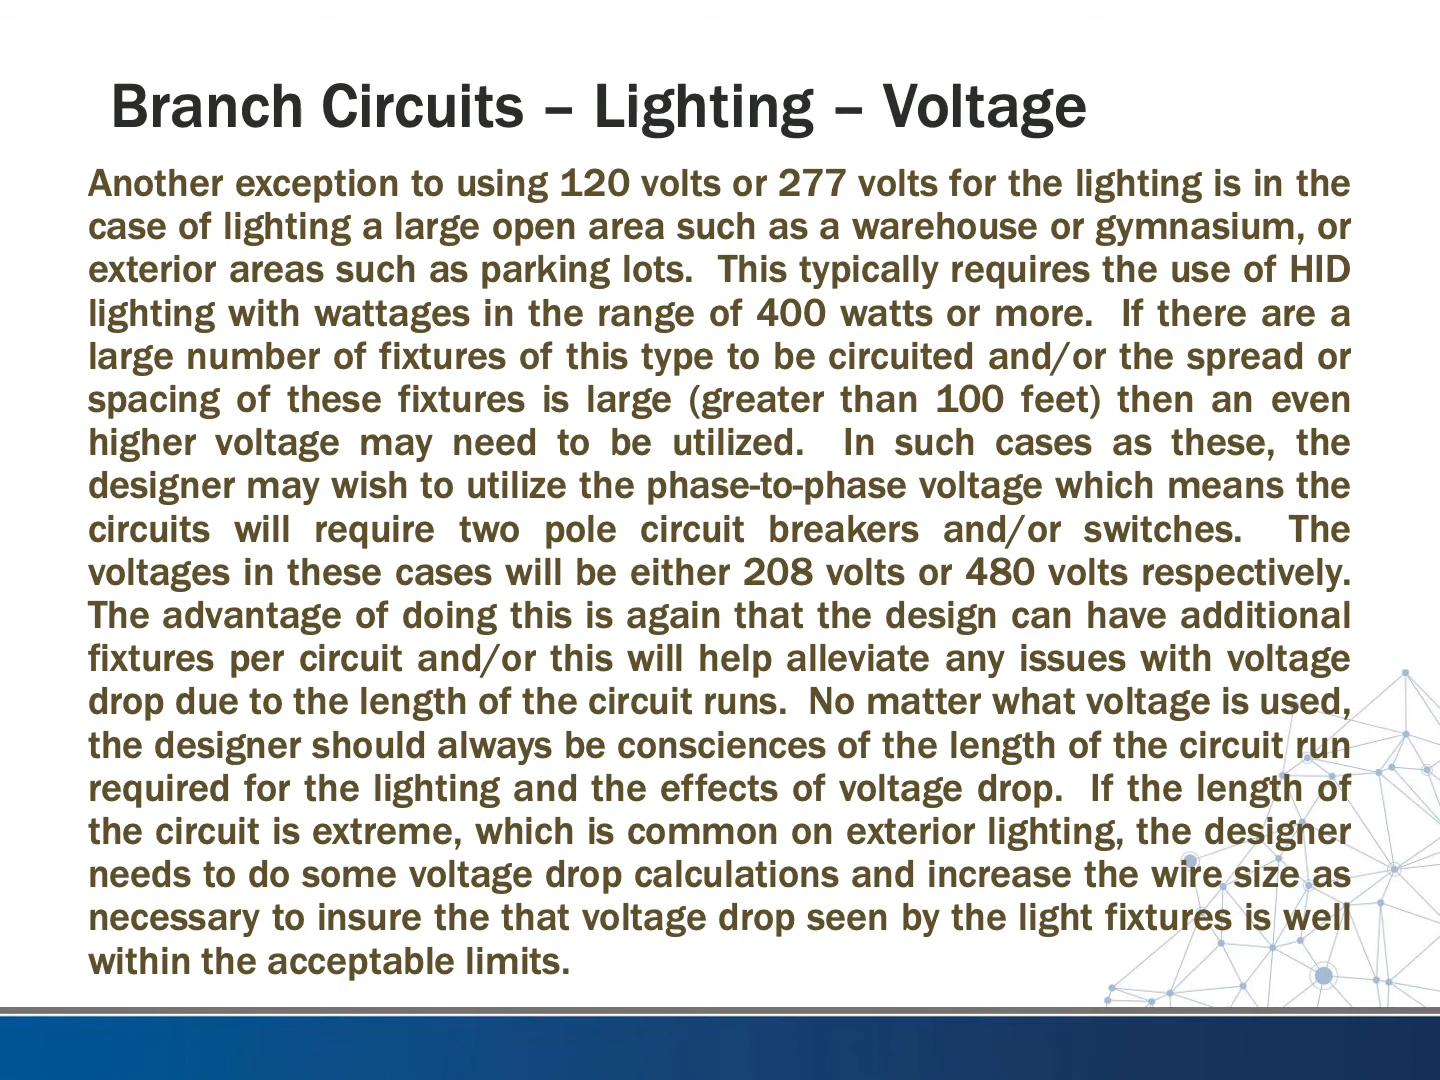 Branch Circuits – Lighting – Voltage
Another exception to using 120 volts or 277 volts for the lighting is in the
case of lighting a large open area such as a warehouse or gymnasium, or
exterior areas such as parking lots.  This typically requires the use of HID
lighting with wattages in the range of 400 watts or more.  If there are a
large number of fixtures of this type to be circuited and/or the spread or
spacing of these fixtures is large (greater than 100 feet) then an even
higher voltage may need to be utilized.  In such cases as these, the
designer may wish to utilize the phase-to-phase voltage which means the
circuits will require two pole circuit breakers and/or switches.  The
voltages in these cases will be either 208 volts or 480 volts respectively.
The advantage of doing this is again that the design can have additional
fixtures per circuit and/or this will help alleviate any issues with voltage
drop due to the length of the circuit runs.  No matter what voltage is used,
the designer should always be consciences of the length of the circuit run
required for the lighting and the effects of voltage drop.  If the length of
the circuit is extreme, which is common on exterior lighting, the designer
needs to do some voltage drop calculations and increase the wire size as
necessary to insure the that voltage drop seen by the light fixtures is well
within the acceptable limits.